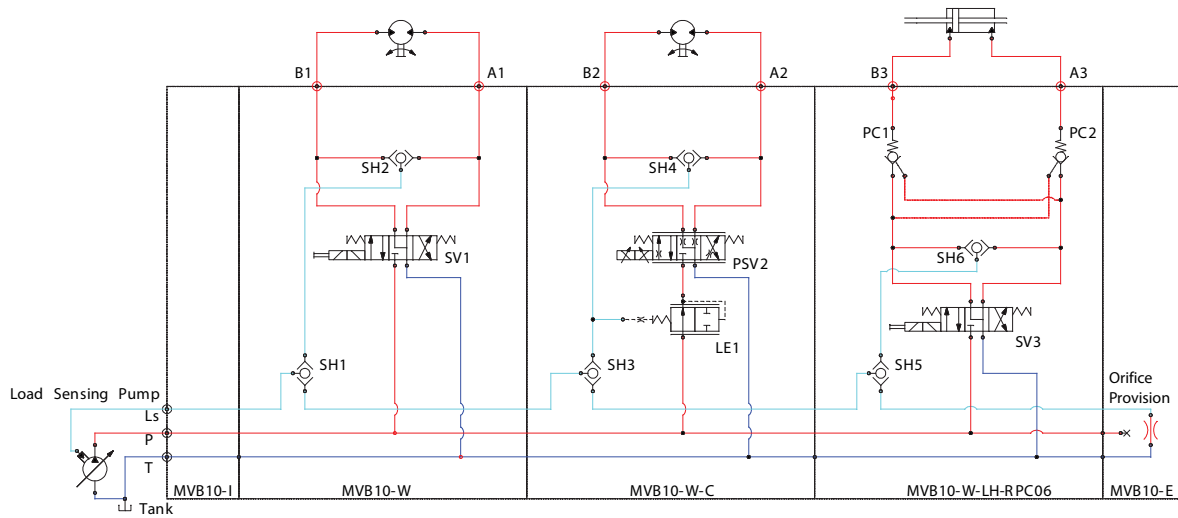 B1
A1
B2
A2
B3
A3
PC1
PC2
SH2
SH4
SH6
SV1
PSV2
SV3
LE1
SH1
SH3
SH5
Load Sensing Pump
Ls
P
T
Tank
Orifice
Provision
MVB10-I
MVB10-W
MVB10-W-C
MVB10-W-LH-RPC06
MVB10-E